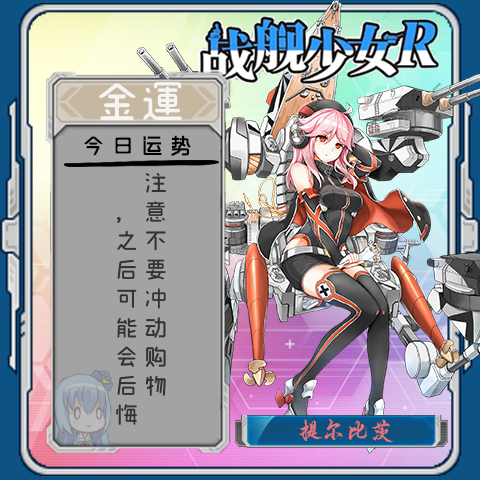 战舰少女R
金運
今日运势
注意不要冲动购物
，之后可能会后悔
提尔比茨